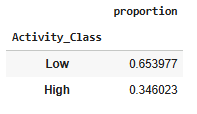 proportion
Activity_Class
Low 0.653977
High 0.346023